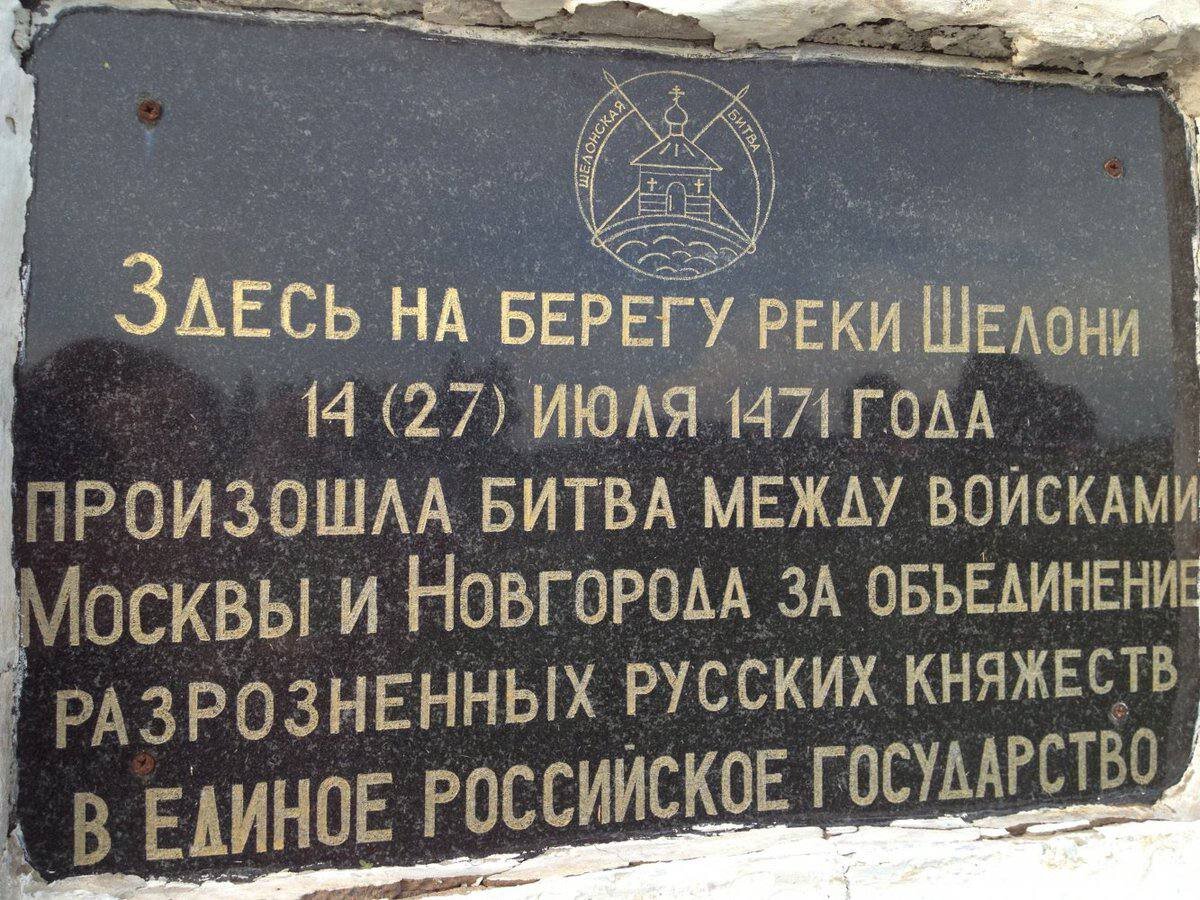 ШЕЛОНСКАЯ БИТВА
ЗДЕСЬ НА БЕРЕГУ РЕКИ ШЕЛОНИ
14 (27) ИЮЛЯ 1471 ГОДА
ПРОИЗОШЛА БИТВА МЕЖДУ ВОЙСКАМИ
МОСКВЫ И НОВГОРОДА ЗА ОБЪЕДИНЕНИЕ
РАЗРОЗНЕННЫХ РУССКИХ КНЯЖЕСТВ
В ЕДИНОЕ РОССИЙСКОЕ ГОСУДАРСТВО